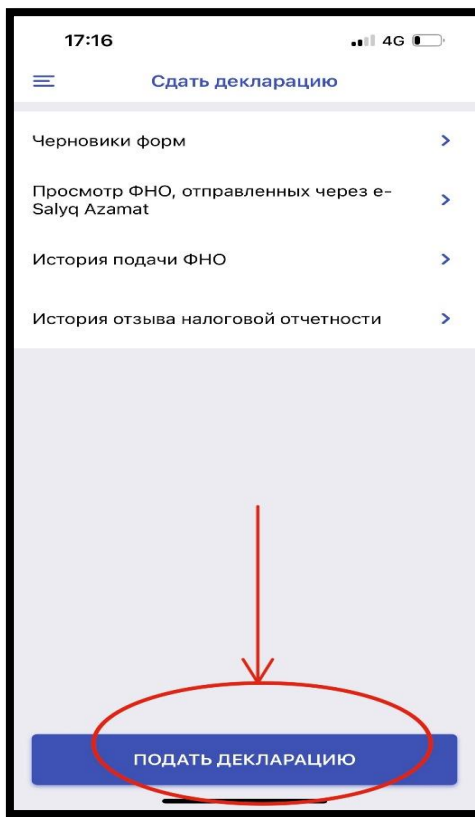 17:16
4G
Сдать декларацию
Черновики форм
Просмотр ФНО, отправленных через e-
Salyq Azamat
История подачи ФНО
История отзыва налоговой отчетности
ПОДАТЬ ДЕКЛАРАЦИЮ